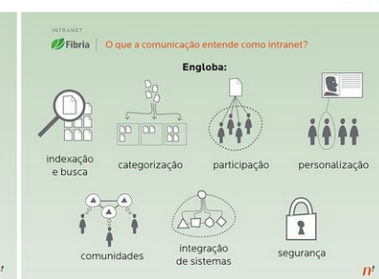 INTRANET
Fibria
O que a comunicação entende como intranet?
Engloba:
indexação
e busca
categorização
participação
personalização
comunidades
integração
de sistemas
segurança